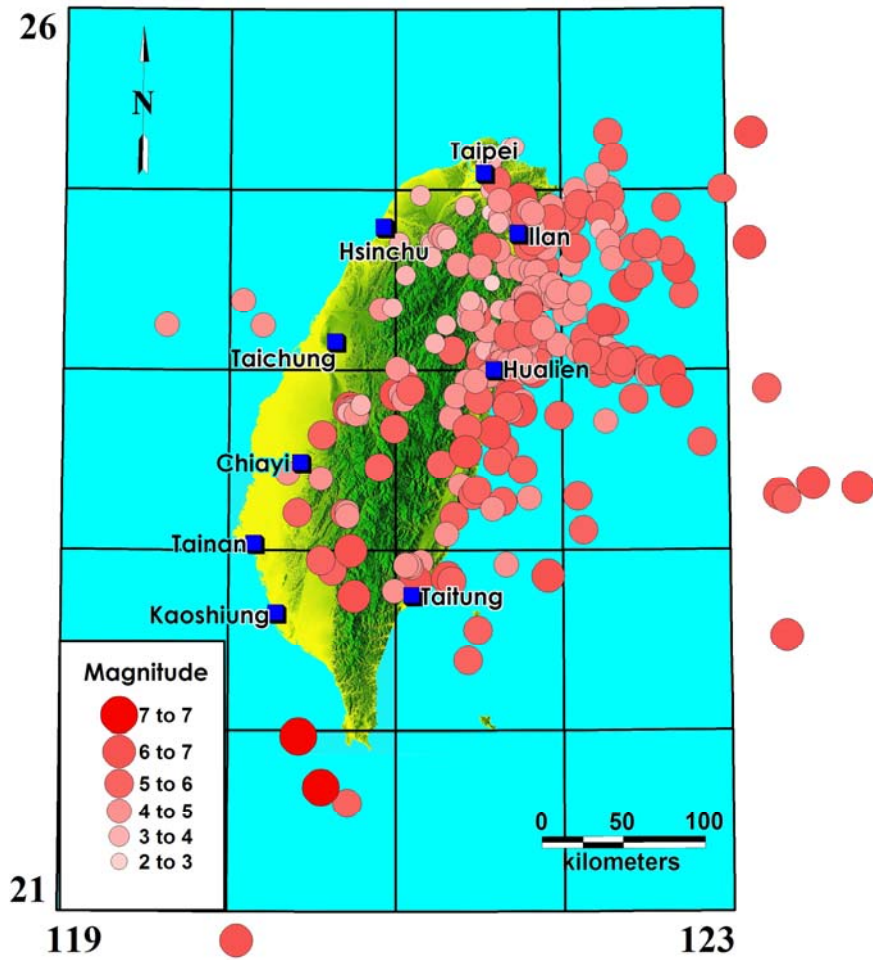 26
N
Taipei
Ilan
Hsinchu
Taichung
Hualien
Chiayi
Tainan
Taitung
Kaoshiung
Magnitude
7 to 7
6 to 7
5 to 6
4 to 5
3 to 4
2 to 3
0 50 100
kilometers
21
119 123